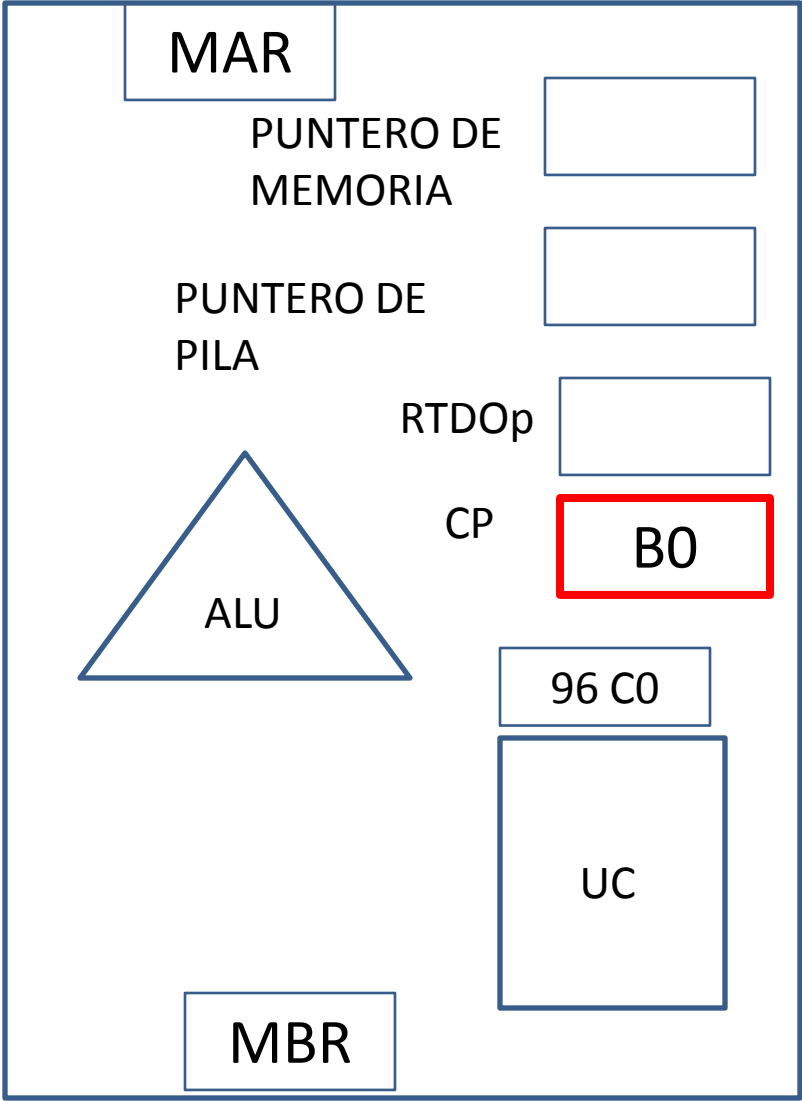 MAR
PUNTERO DE
MEMORIA
PUNTERO DE
PILA
RTDOp
CP
B0
ALU
96 C0
UC
MBR